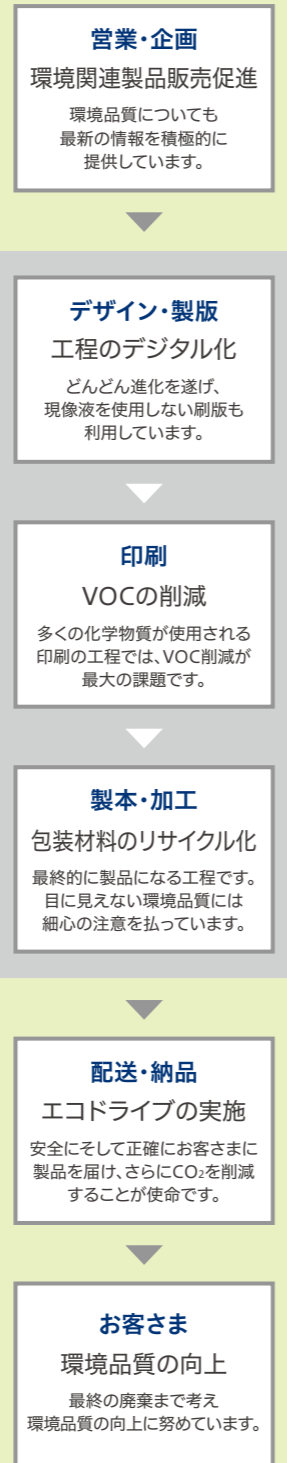 営業・企画
環境関連製品販売促進
環境品質についても
最新の情報を積極的に
提供しています。
デザイン・製版
工程のデジタル化
どんどん進化を遂げ、
現像液を使用しない刷版も
利用しています。
印刷
VOCの削減
多くの化学物質が使用される
印刷の工程では、VOC削減が
最大の課題です。
製本・加工
包装材料のリサイクル化
最終的に製品になる工程です。
目に見えない環境品質には
細心の注意を払っています。
配送・納品
エコドライブの実施
安全にそして正確にお客さまに
製品を届け、さらにCO₂を削減
することが使命です。
お客さま
環境品質の向上
最終の廃棄まで考え
環境品質の向上に努めています。